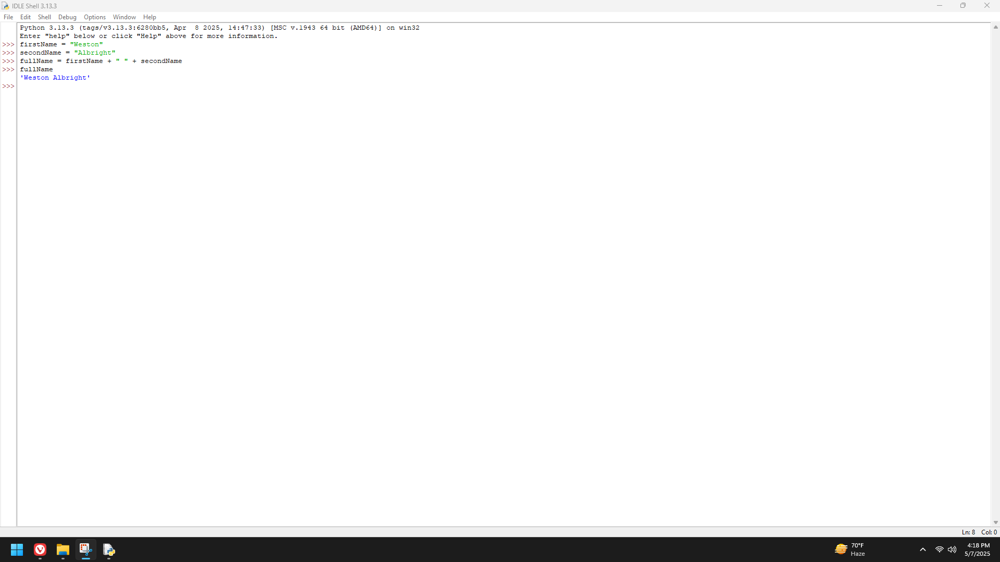 IDLE Shell 3.13.3
File Edit Shell Debug Options Window Help
Python 3.13.3 (tags/v3.13.3:6280bb5, Apr  8 2025, 14:47:33) [MSC v.1943 64 bit (AMD64)] on win32
Enter "help" below or click "Help" above for more information.
>>> firstName = "Weston"
>>> secondName = "Albright"
>>> fullName = firstName + " " + secondName
>>> fullName
'Weston Albright'
>>>
Ln: 8 Col: 0
70°F
Haze
4:18 PM
5/7/2025